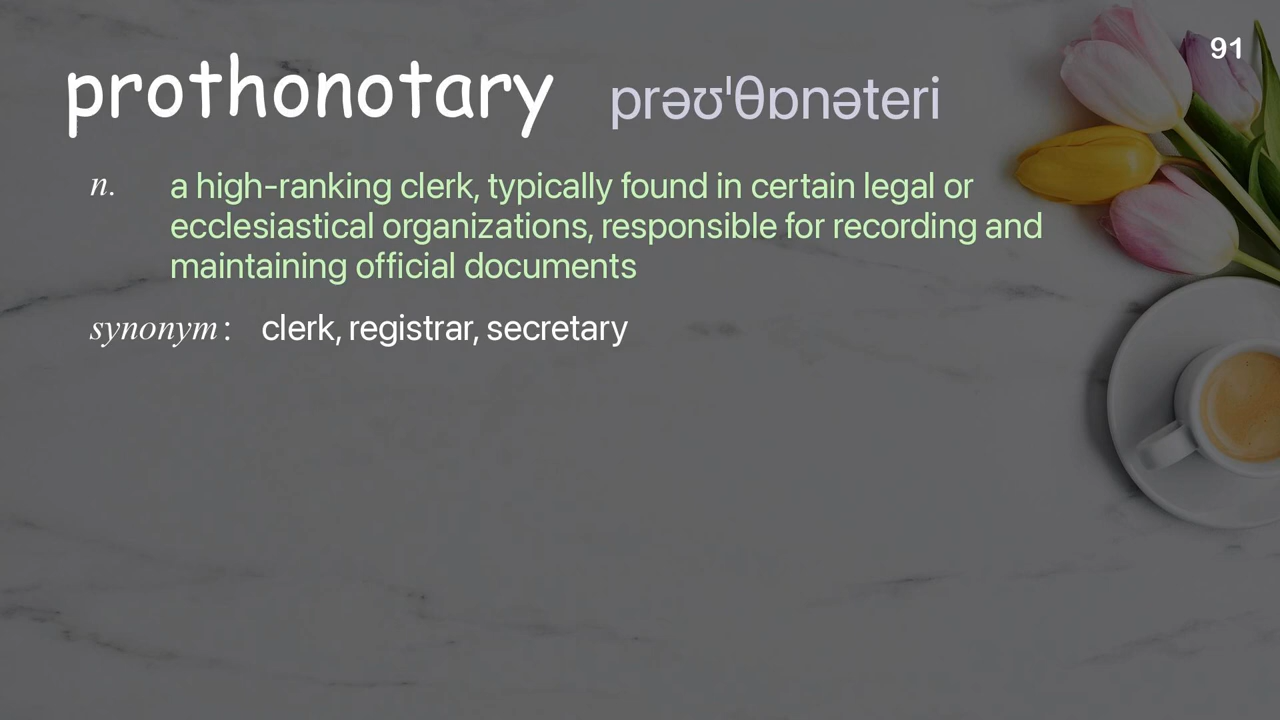 91
prothonotary prəʊˈθɒnəteri
n. a high-ranking clerk, typically found in certain legal or
ecclesiastical organizations, responsible for recording and
maintaining official documents
synonym: clerk, registrar, secretary